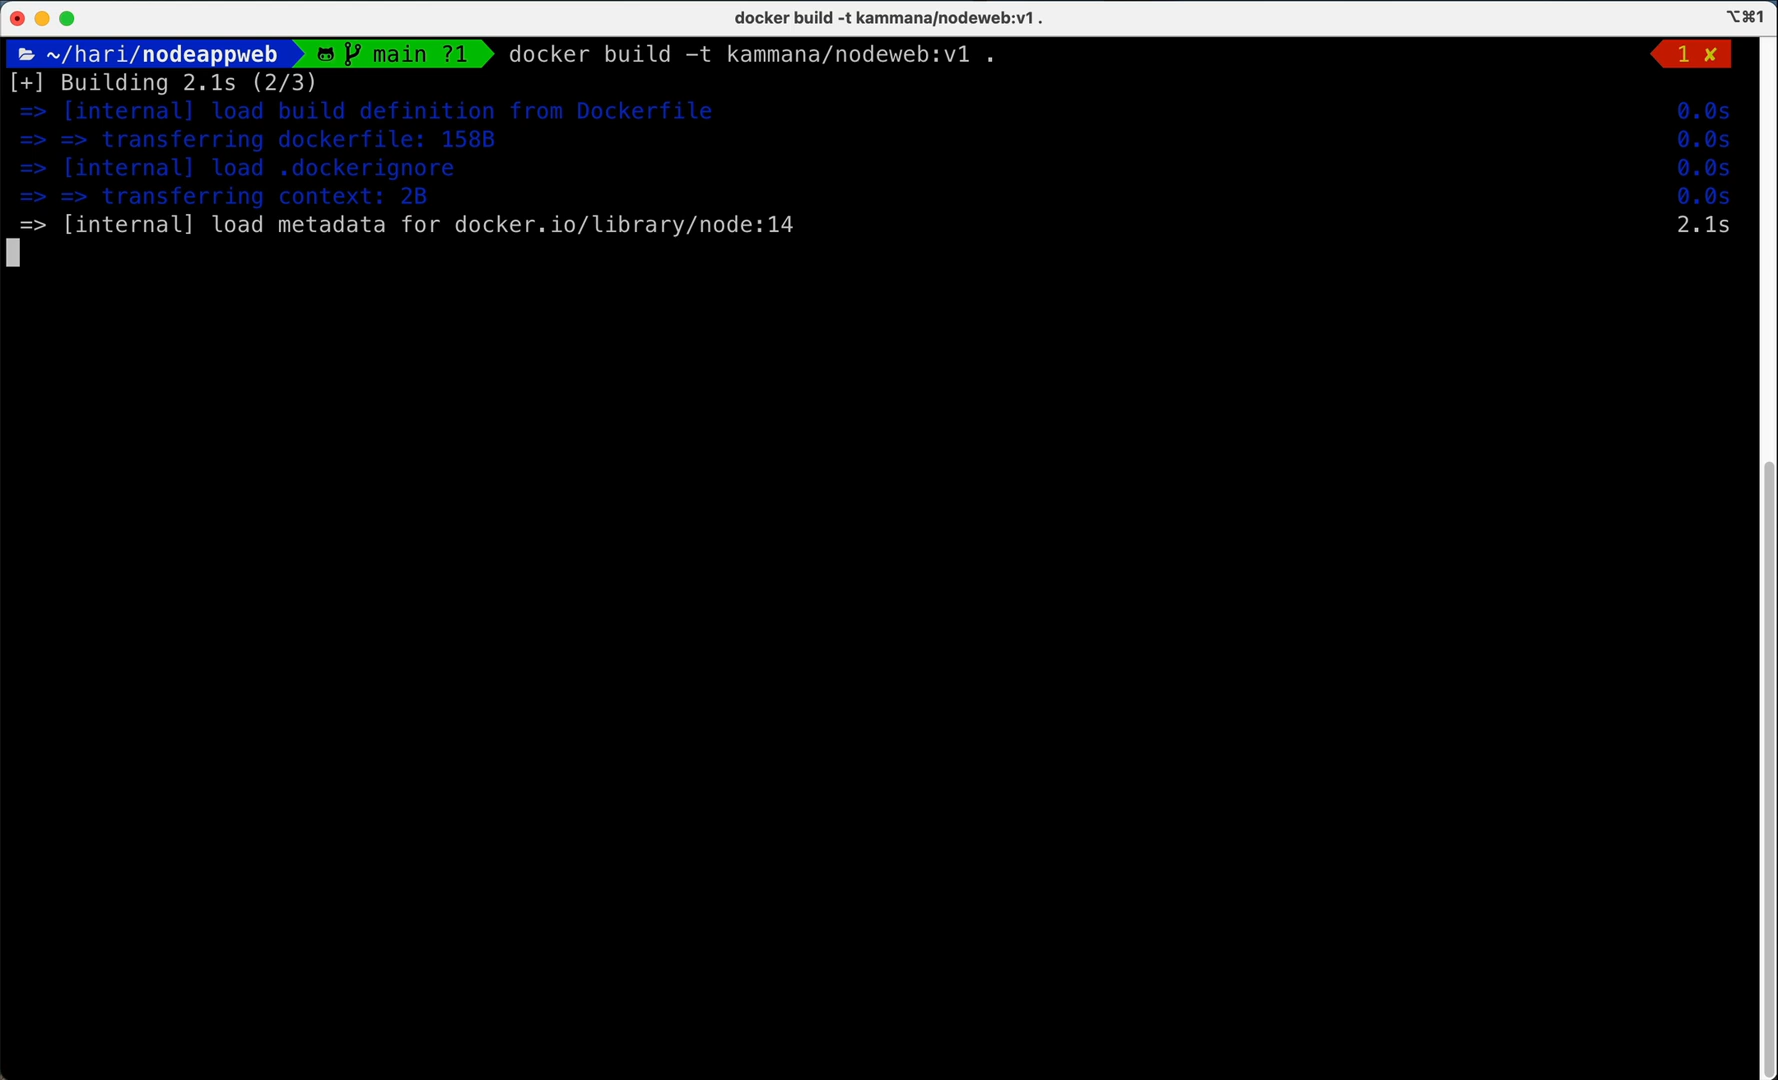 docker build -t kammana/nodeweb:v1 .
⌥⌘1
~/hari/nodeappweb main ?1 docker build -t kammana/nodeweb:v1 . 1 ✘
[+] Building 2.1s (2/3)
=> [internal] load build definition from Dockerfile 0.0s
=> => transferring dockerfile: 158B 0.0s
=> [internal] load .dockerignore 0.0s
=> => transferring context: 2B 0.0s
=> [internal] load metadata for docker.io/library/node:14 2.1s